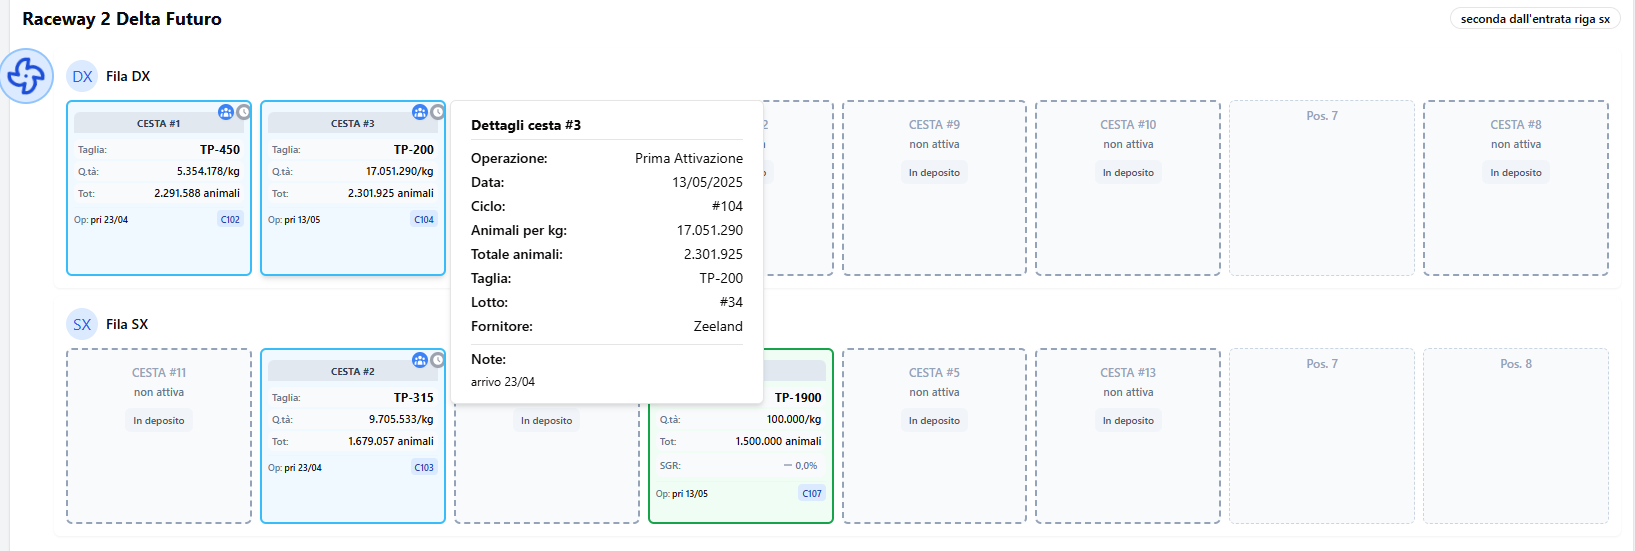 Raceway 2 Delta Futuro
seconda dall'entrata riga sx
DX Fila DX
CESTA #1
Taglia: TP-450
Q.tà: 5.354.178/kg
Tot: 2.291.588 animali
Op: pri 23/04 C102
CESTA #3
Taglia: TP-200
Q.tà: 17.051.290/kg
Tot: 2.301.925 animali
Op: pri 13/05 C104
Dettagli cesta #3
Operazione: Prima Attivazione
Data: 13/05/2025
Ciclo: #104
Animali per kg: 17.051.290
Totale animali: 2.301.925
Taglia: TP-200
Lotto: #34
Fornitore: Zeeland
Note:
arrivo 23/04
CESTA #9
non attiva
In deposito
CESTA #10
non attiva
In deposito
Pos. 7
CESTA #8
non attiva
In deposito
SX Fila SX
CESTA #11
non attiva
In deposito
CESTA #2
Taglia: TP-315
Q.tà: 9.705.533/kg
Tot: 1.679.057 animali
Op: pri 23/04 C103
In deposito
TP-1900
Q.tà: 100.000/kg
Tot: 1.500.000 animali
SGR: — 0,0%
Op: pri 13/05 C107
CESTA #5
non attiva
In deposito
CESTA #13
non attiva
In deposito
Pos. 7
Pos. 8